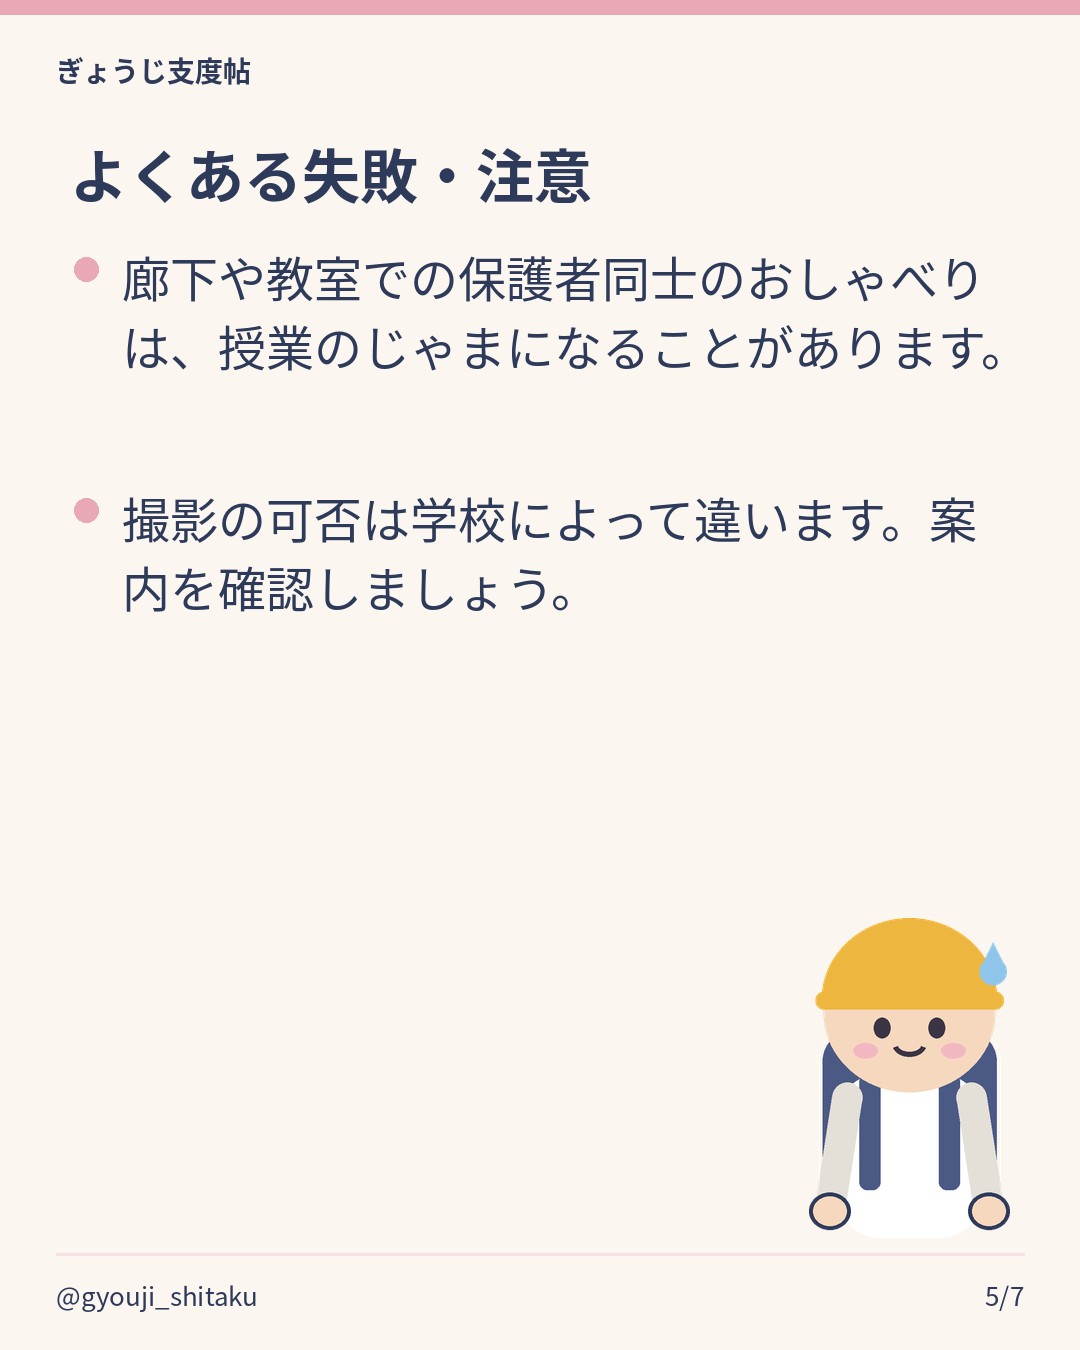 ぎょうじ支度帖
よくある失敗・注意
廊下や教室での保護者同士のおしゃべり
は、授業のじゃまになることがあります。
撮影の可否は学校によって違います。案
内を確認しましょう。
@gyouji_shitaku
5/7